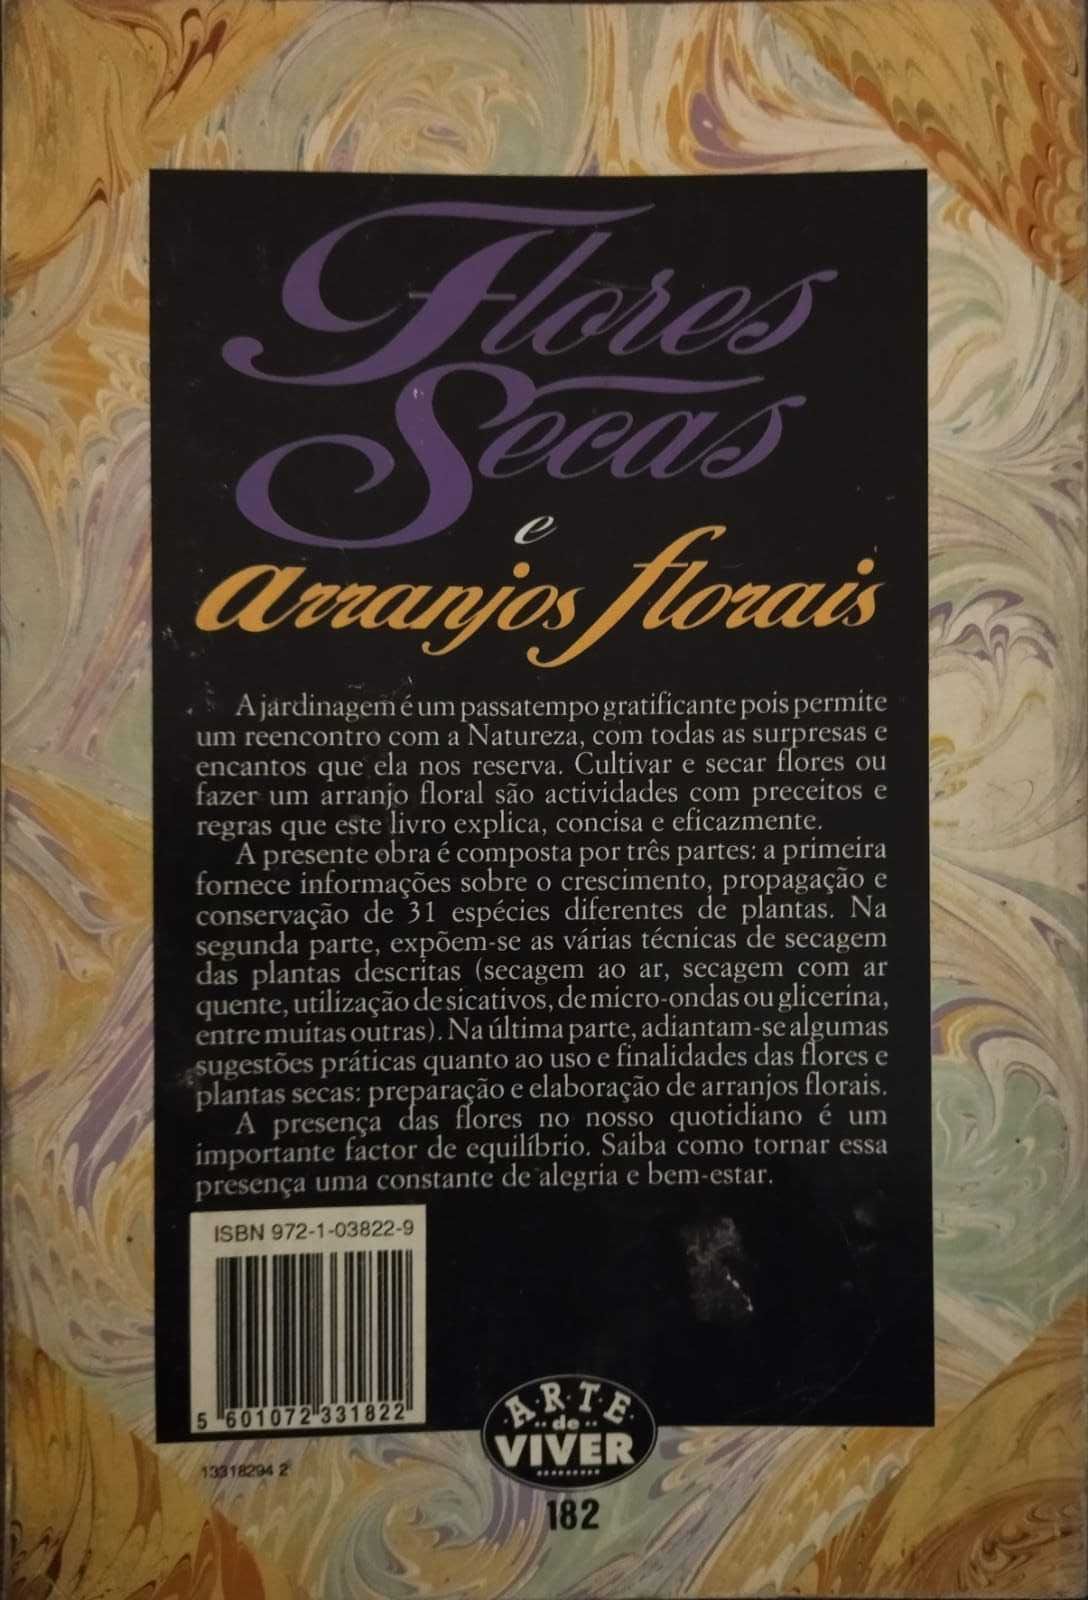 Flores
Secas
e
arranjos florais
A jardinagem é um passatempo gratificante pois permite
um reencontro com a Natureza, com todas as surpresas e
encantos que ela nos reserva. Cultivar e secar flores ou
fazer um arranjo floral são actividades com preceitos e
regras que este livro explica, concisa e eficazmente.
A presente obra é composta por três partes: a primeira
fornece informações sobre o crescimento, propagação e
conservação de 31 espécies diferentes de plantas. Na
segunda parte, expõem-se as várias técnicas de secagem
das plantas descritas (secagem ao ar, secagem com ar
quente, utilização de sicativos, de micro-ondas ou glicerina,
entre muitas outras). Na última parte, adiantam-se algumas
sugestões práticas quanto ao uso e finalidades das flores e
plantas secas: preparação e elaboração de arranjos florais.
A presença das flores no nosso quotidiano é um
importante factor de equilíbrio. Saiba como tornar essa
presença uma constante de alegria e bem-estar.
ISBN 972-1-03822-9
5 601072 331822
13318294 2
·A·R·T·E·
de
VIVER
182